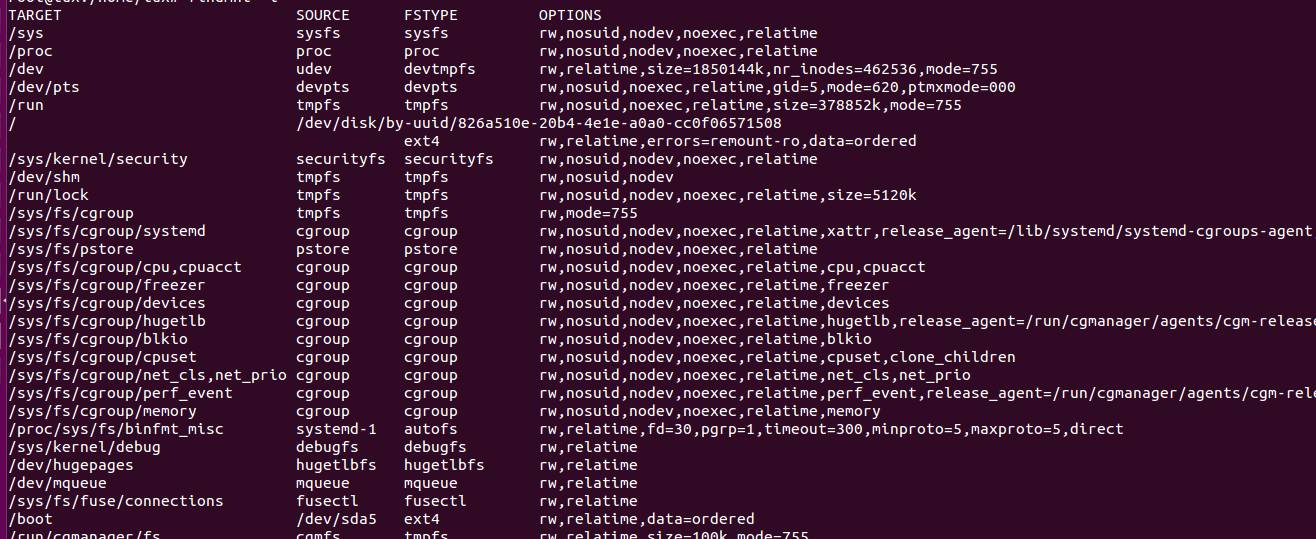 TARGET SOURCE FSTYPE OPTIONS
/sys sysfs sysfs rw,nosuid,nodev,noexec,relatime
/proc proc proc rw,nosuid,nodev,noexec,relatime
/dev udev devtmpfs rw,relatime,size=1850144k,nr_inodes=462536,mode=755
/dev/pts devpts devpts rw,nosuid,noexec,relatime,gid=5,mode=620,ptmxmode=000
/run tmpfs tmpfs rw,nosuid,noexec,relatime,size=378852k,mode=755
/ /dev/disk/by-uuid/826a510e-20b4-4e1e-a0a0-cc0f06571508
ext4 rw,relatime,errors=remount-ro,data=ordered
/sys/kernel/security securityfs securityfs rw,nosuid,nodev,noexec,relatime
/dev/shm tmpfs tmpfs rw,nosuid,nodev
/run/lock tmpfs tmpfs rw,nosuid,nodev,noexec,relatime,size=5120k
/sys/fs/cgroup tmpfs tmpfs rw,mode=755
/sys/fs/cgroup/systemd cgroup cgroup rw,nosuid,nodev,noexec,relatime,xattr,release_agent=/lib/systemd/systemd-cgroups-agent
/sys/fs/pstore pstore pstore rw,nosuid,nodev,noexec,relatime
/sys/fs/cgroup/cpu,cpuacct cgroup cgroup rw,nosuid,nodev,noexec,relatime,cpu,cpuacct
/sys/fs/cgroup/freezer cgroup cgroup rw,nosuid,nodev,noexec,relatime,freezer
/sys/fs/cgroup/devices cgroup cgroup rw,nosuid,nodev,noexec,relatime,devices
/sys/fs/cgroup/hugetlb cgroup cgroup rw,nosuid,nodev,noexec,relatime,hugetlb,release_agent=/run/cgmanager/agents/cgm-release
/sys/fs/cgroup/blkio cgroup cgroup rw,nosuid,nodev,noexec,relatime,blkio
/sys/fs/cgroup/cpuset cgroup cgroup rw,nosuid,nodev,noexec,relatime,cpuset,clone_children
/sys/fs/cgroup/net_cls,net_prio cgroup cgroup rw,nosuid,nodev,noexec,relatime,net_cls,net_prio
/sys/fs/cgroup/perf_event cgroup cgroup rw,nosuid,nodev,noexec,relatime,perf_event,release_agent=/run/cgmanager/agents/cgm-rele
/sys/fs/cgroup/memory cgroup cgroup rw,nosuid,nodev,noexec,relatime,memory
/proc/sys/fs/binfmt_misc systemd-1 autofs rw,relatime,fd=30,pgrp=1,timeout=300,minproto=5,maxproto=5,direct
/sys/kernel/debug debugfs debugfs rw,relatime
/dev/hugepages hugetlbfs hugetlbfs rw,relatime
/dev/mqueue mqueue mqueue rw,relatime
/sys/fs/fuse/connections fusectl fusectl rw,relatime
/boot /dev/sda5 ext4 rw,relatime,data=ordered
/run/cgmanager/fs cgmfs tmpfs rw,relatime,size=100k,mode=755